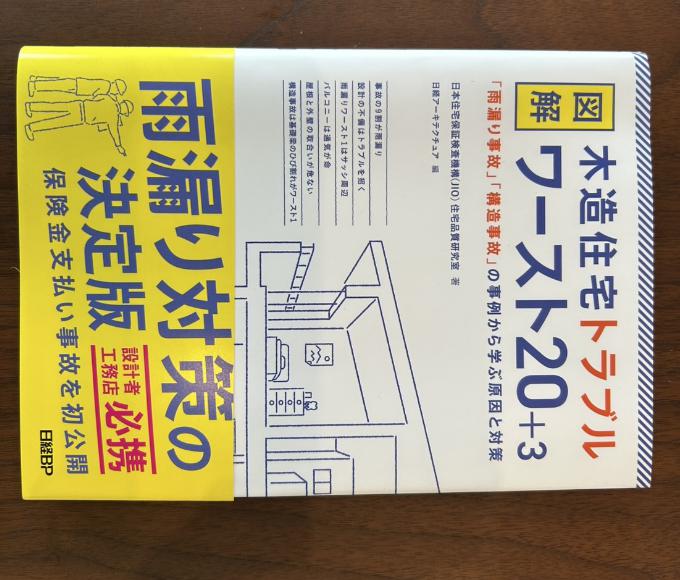 図解
木造住宅トラブル
ワースト20+3
「雨漏り事故」「構造事故」の事例から学ぶ原因と対策
日本住宅保証検査機構(JIO) 住宅品質研究室 著
日経アーキテクチュア 編
事故の9割が雨漏り
設計の不備はトラブルを招く
雨漏りワースト1はサッシ周辺
バルコニーは通気が命
屋根と外壁の取合いが危ない
構造事故は基礎梁のひび割れがワースト1
雨漏り対策の
決定版
設計者
工務店
必携
保険金支払い事故を初公開
日経BP